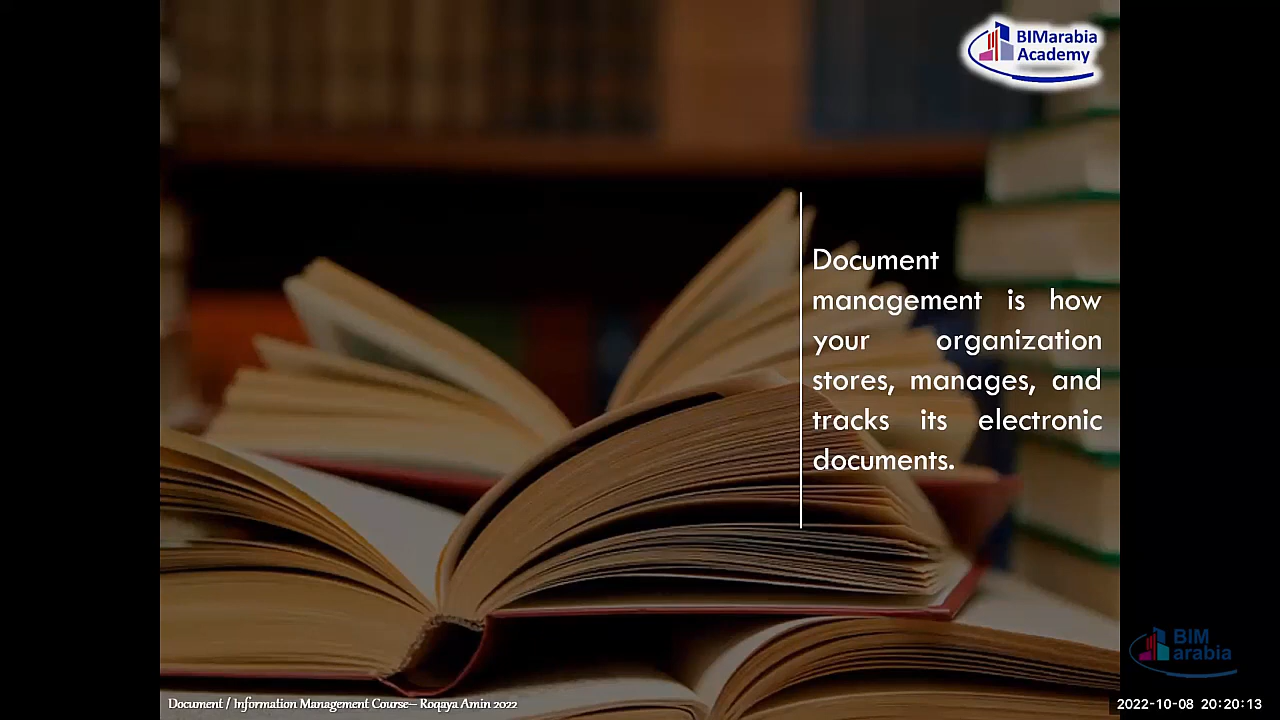 BIMarabia
Academy
Document
management is how
your organization
stores, manages, and
tracks its electronic
documents.
BIM
arabia
Document / Information Management Course– Roqaya Amin 2022
2022-10-08 20:20:13